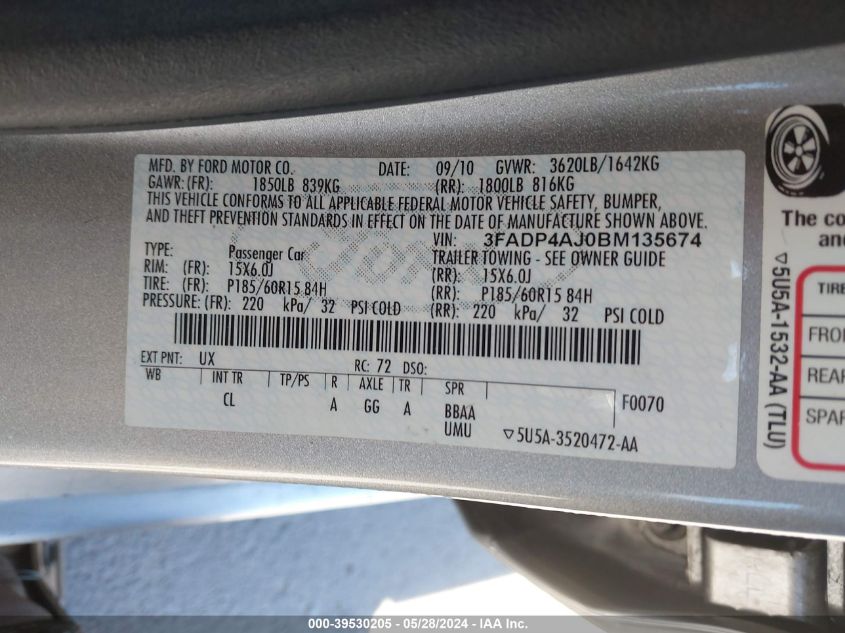 MFD. BY FORD MOTOR CO. DATE: 09/10 GVWR: 3620LB/1642KG
GAWR: (FR): 1850LB 839KG (RR): 1800LB 816KG
THIS VEHICLE CONFORMS TO ALL APPLICABLE FEDERAL MOTOR VEHICLE SAFETY, BUMPER,
AND THEFT PREVENTION STANDARDS IN EFFECT ON THE DATE OF MANUFACTURE SHOWN ABOVE.
VIN: 3FADP4AJ0BM135674
TYPE: Passenger Car TRAILER TOWING - SEE OWNER GUIDE
RIM: (FR): 15X6.0J (RR): 15X6.0J
TIRE: (FR): P185/60R15 84H (RR): P185/60R15 84H
PRESSURE: (FR): 220 kPa/ 32 PSI COLD (RR): 220 kPa/ 32 PSI COLD
EXT PNT: UX RC: 72 DSO:
WB INT TR TP/PS R AXLE TR SPR
CL A GG A BBAA F0070
UMU ▽5U5A-3520472-AA
▽5U5A-1532-AA (TLU)
The co
and
TIRE
FRO
REAR
SPAR
000-39530205 - 05/28/2024 - IAA Inc.